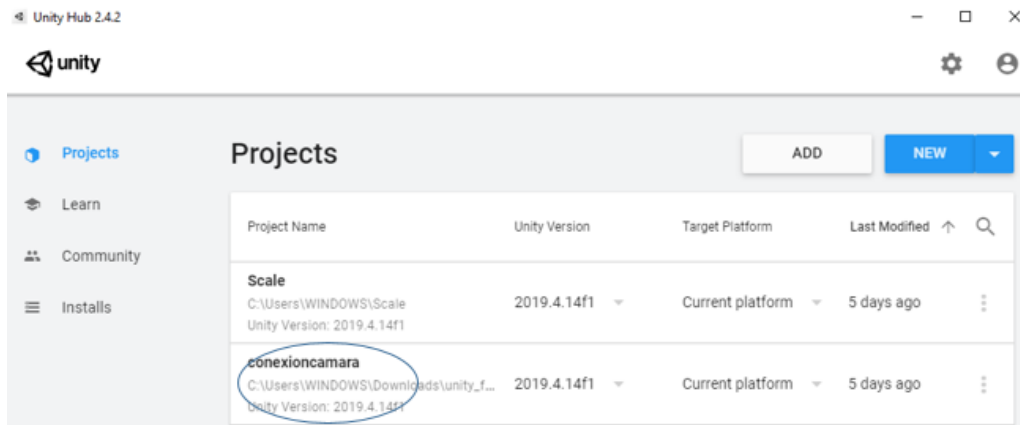 Unity Hub 2.4.2
unity
Projects
Learn
Community
Installs
Projects
ADD
NEW
Project Name Unity Version Target Platform Last Modified
Scale
C:\Users\WINDOWS\Scale
Unity Version: 2019.4.14f1
2019.4.14f1 Current platform 5 days ago
conexioncamara
C:\Users\WINDOWS\Downloads\unity_f...
Unity Version: 2019.4.14f1
2019.4.14f1 Current platform 5 days ago